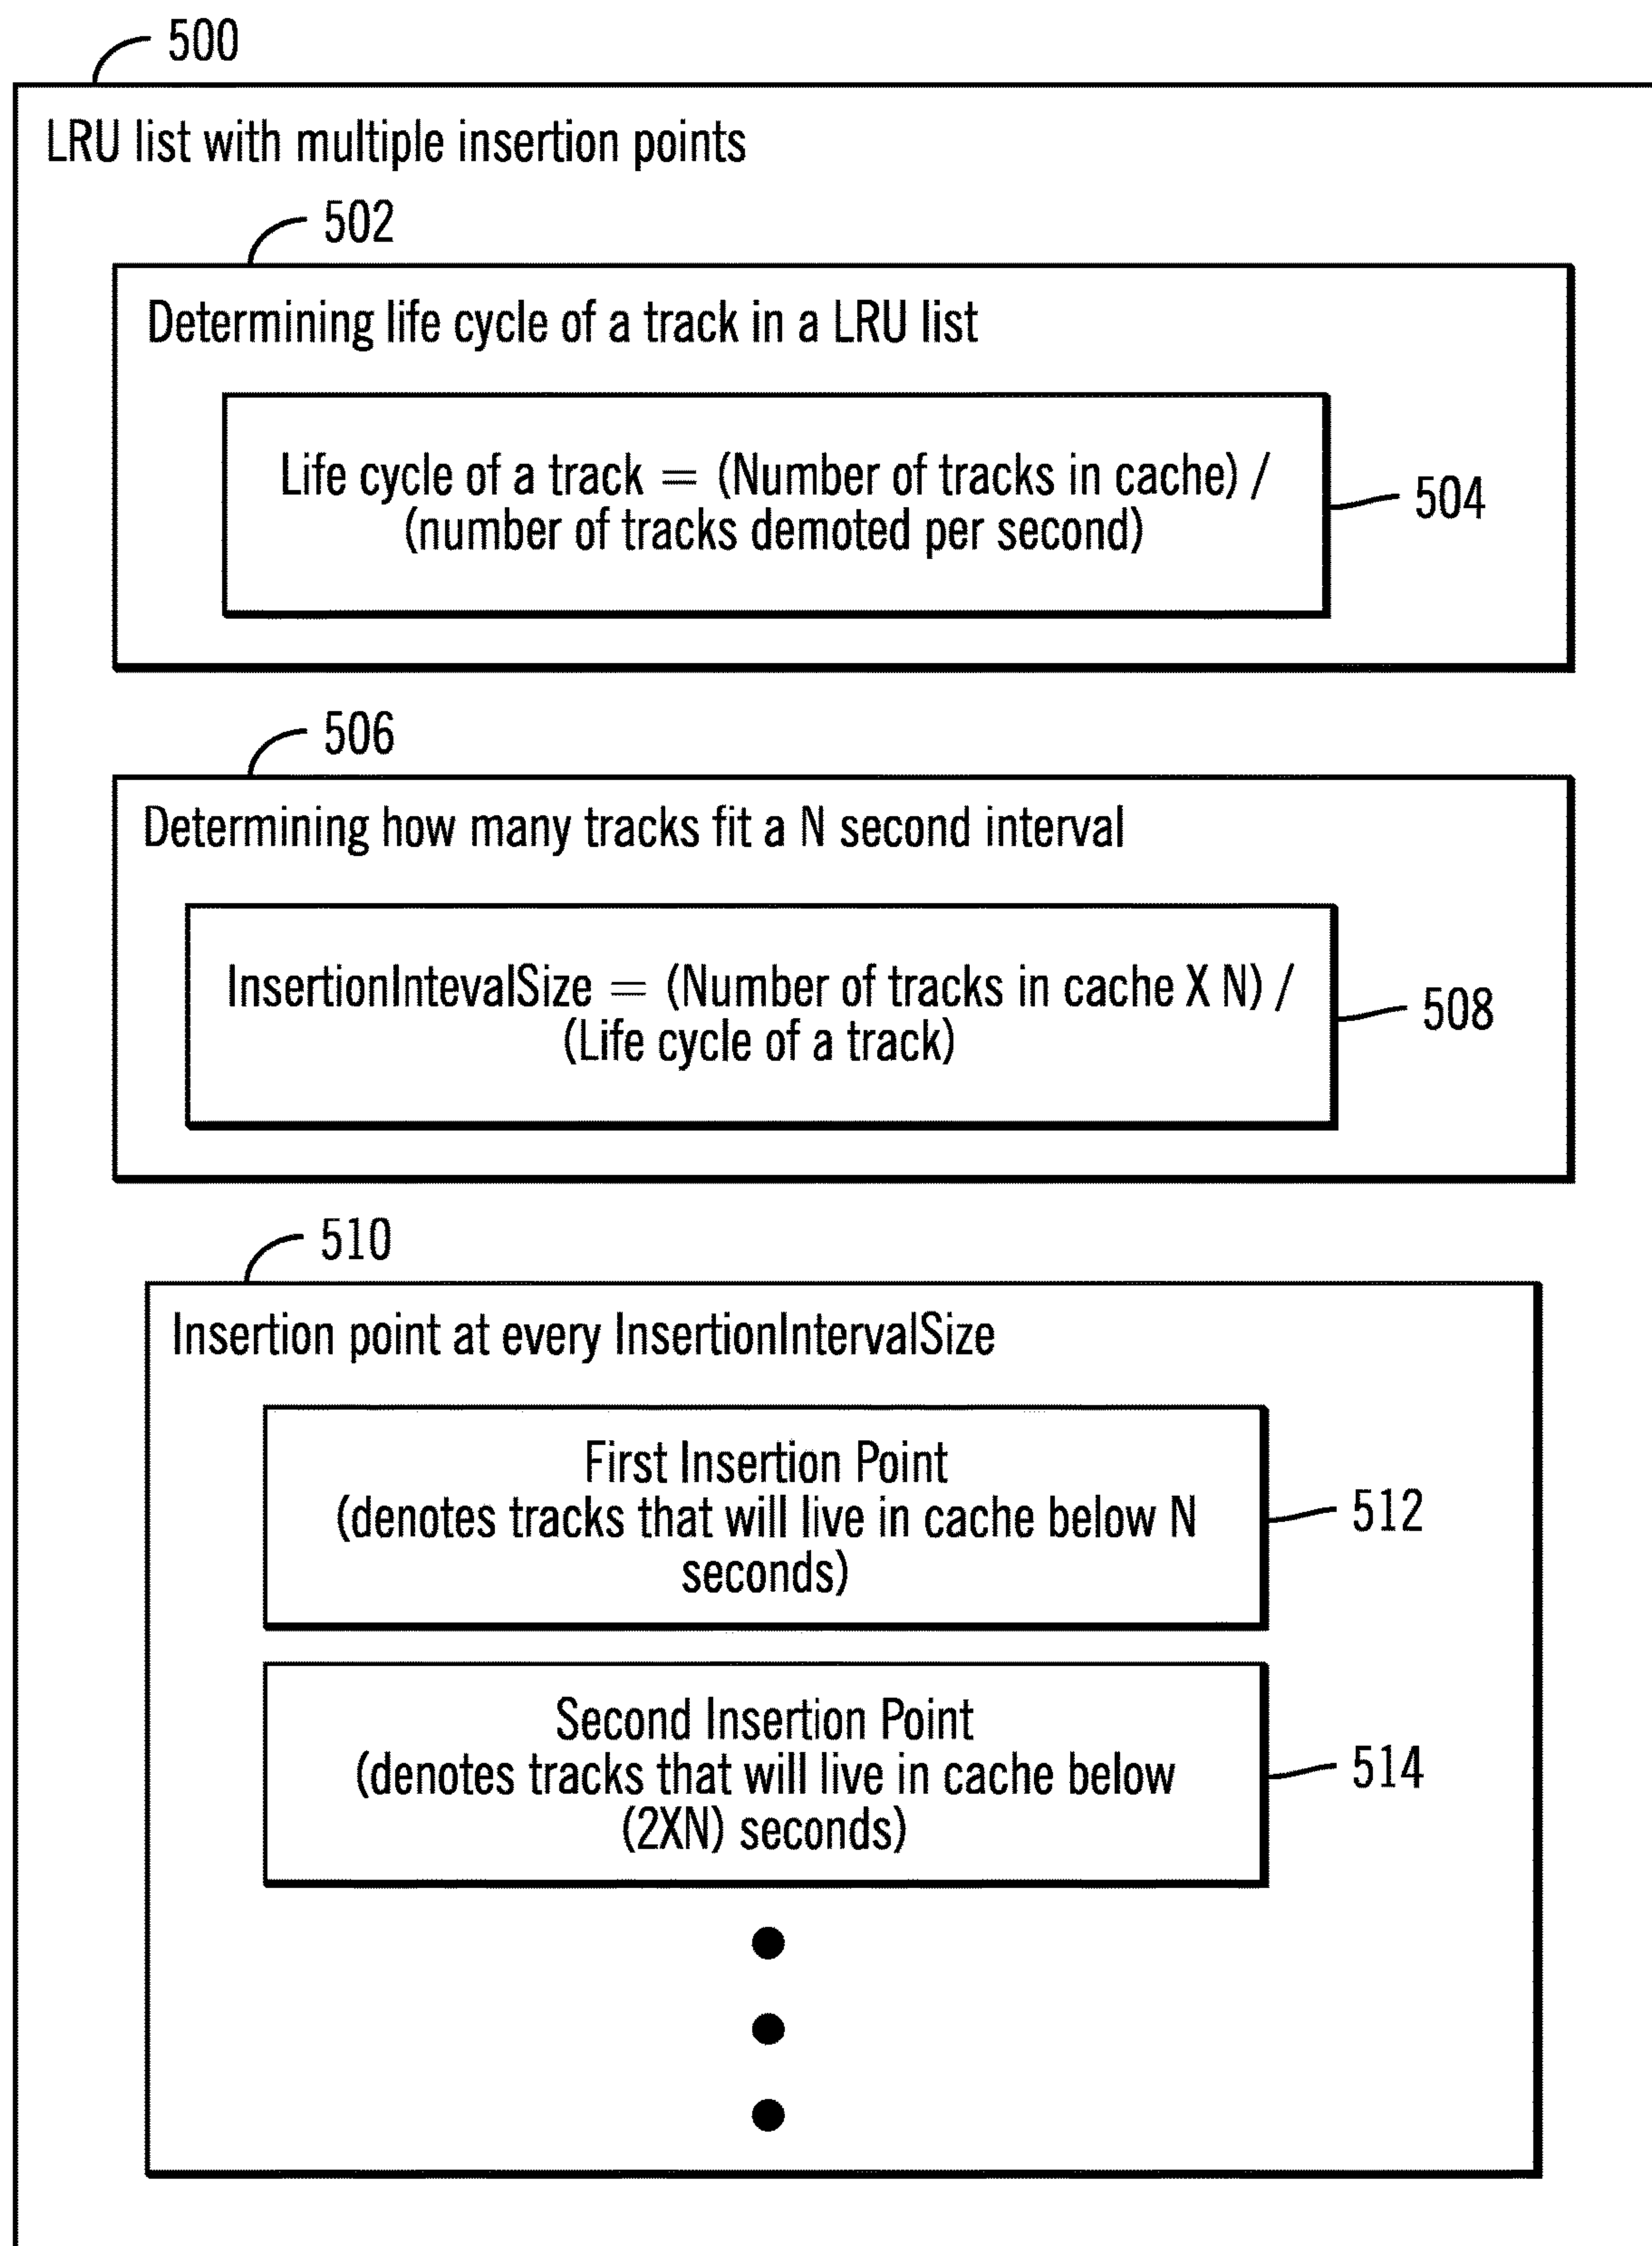 500
LRU list with multiple insertion points
502
Determining life cycle of a track in a LRU list
Life cycle of a track = (Number of tracks in cache) /
(number of tracks demoted per second)
504
506
Determining how many tracks fit a N second interval
InsertionIntevalSize = (Number of tracks in cache X N) /
(Life cycle of a track)
508
510
Insertion point at every InsertionIntervalSize
First Insertion Point
(denotes tracks that will live in cache below N
seconds)
512
Second Insertion Point
(denotes tracks that will live in cache below
(2XN) seconds)
514